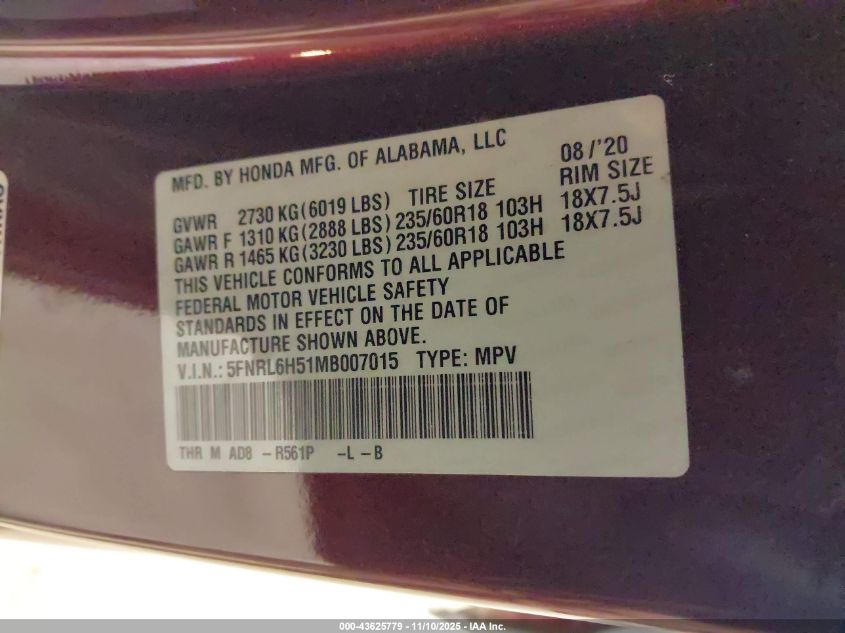 MFD. BY HONDA MFG. OF ALABAMA, LLC 08/'20
GVWR 2730 KG(6019 LBS) TIRE SIZE RIM SIZE
GAWR F 1310 KG(2888 LBS)235/60R18 103H 18X7.5J
GAWR R 1465 KG(3230 LBS)235/60R18 103H 18X7.5J
THIS VEHICLE CONFORMS TO ALL APPLICABLE
FEDERAL MOTOR VEHICLE SAFETY
STANDARDS IN EFFECT ON THE DATE OF
MANUFACTURE SHOWN ABOVE.
V.I.N.: 5FNRL6H51MB007015 TYPE: MPV
THR M AD8 -R561P -L-B
000-43625779 - 11/10/2025 - IAA Inc.